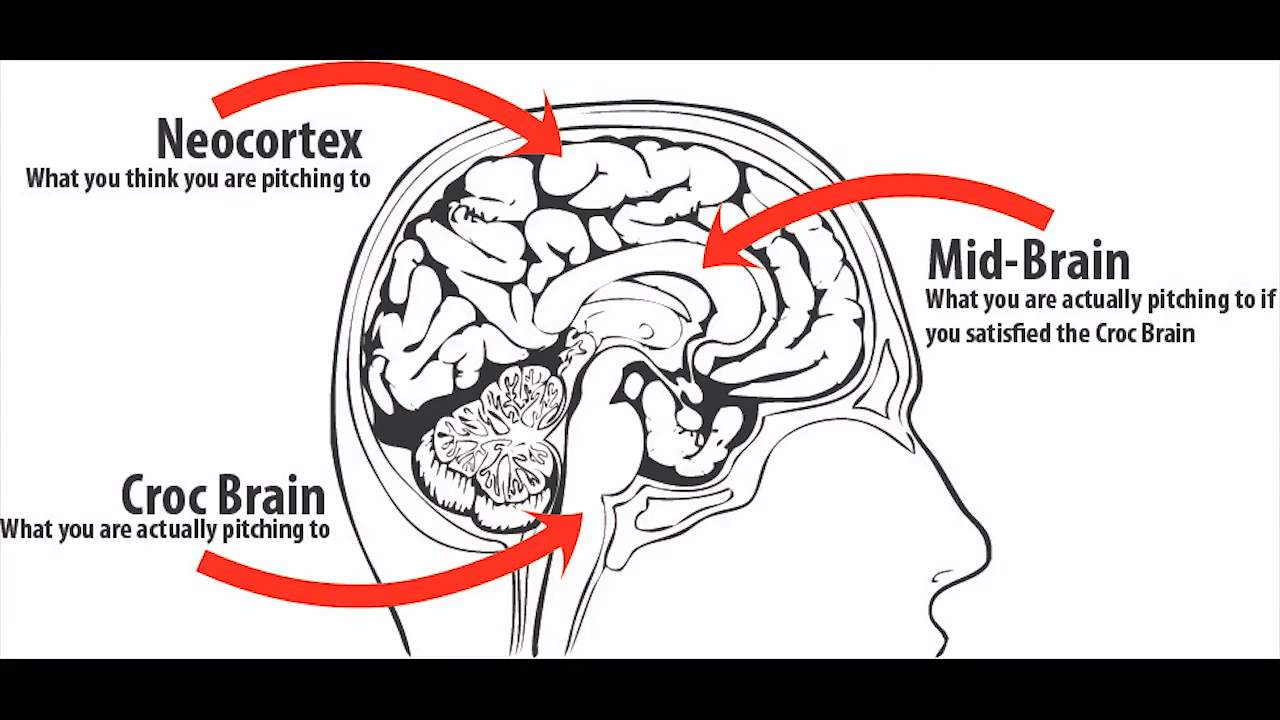 Neocortex
What you think you are pitching to
Mid-Brain
What you are actually pitching to if
you satisfied the Croc Brain
Croc Brain
What you are actually pitching to